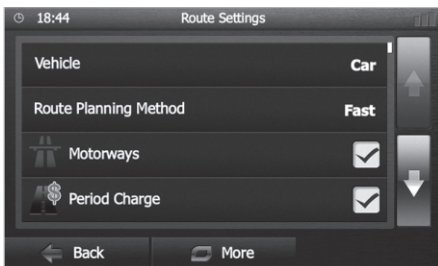 18:44 Route Settings
Vehicle Car
Route Planning Method Fast
Motorways
$ Period Charge
Back More